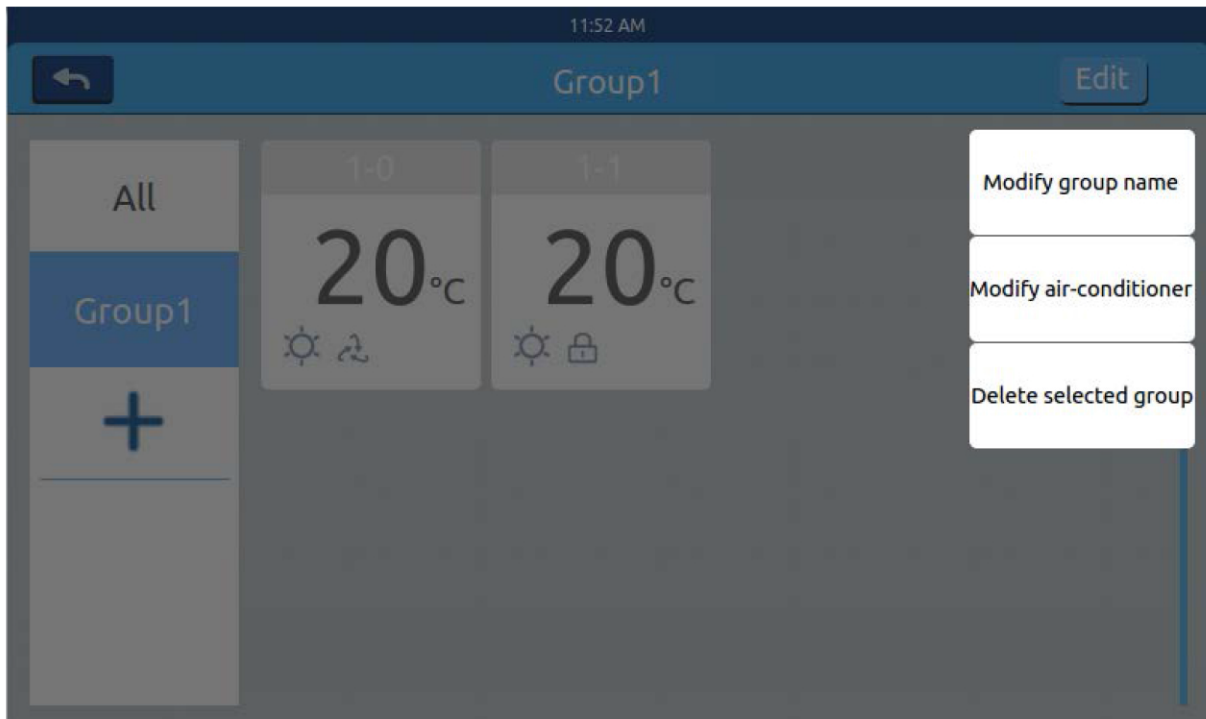 11:52 AM
Group1
Edit
All
Group1
1-0
20°C
1-1
20°C
Modify group name
Modify air-conditioner
Delete selected group